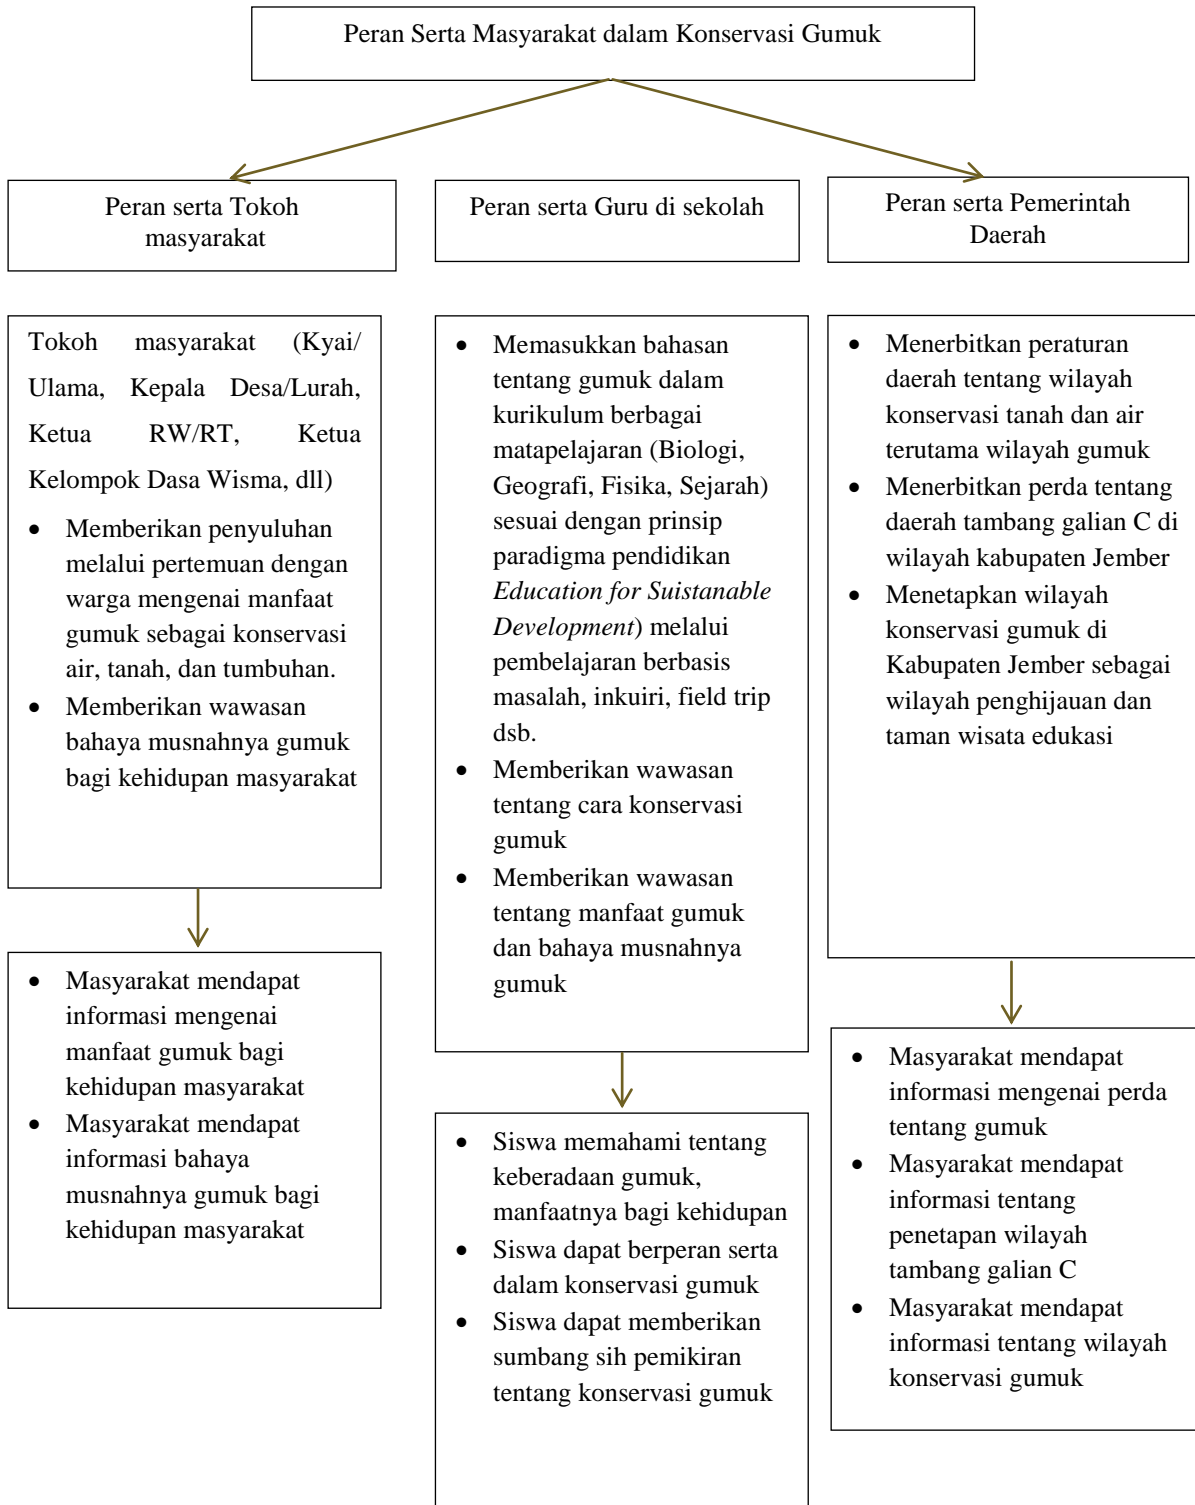 Peran Serta Masyarakat dalam Konservasi Gumuk
Peran serta Tokoh
masyarakat
Peran serta Guru di sekolah
Peran serta Pemerintah
Daerah
Tokoh masyarakat (Kyai/
Ulama, Kepala Desa/Lurah,
Ketua RW/RT, Ketua
Kelompok Dasa Wisma, dll)
• Memberikan penyuluhan
melalui pertemuan dengan
warga mengenai manfaat
gumuk sebagai konservasi
air, tanah, dan tumbuhan.
• Memberikan wawasan
bahaya musnahnya gumuk
bagi kehidupan masyarakat
• Memasukkan bahasan
tentang gumuk dalam
kurikulum berbagai
matapelajaran (Biologi,
Geografi, Fisika, Sejarah)
sesuai dengan prinsip
paradigma pendidikan
Education for Suistanable
Development) melalui
pembelajaran berbasis
masalah, inkuiri, field trip
dsb.
• Memberikan wawasan
tentang cara konservasi
gumuk
• Memberikan wawasan
tentang manfaat gumuk
dan bahaya musnahnya
gumuk
• Menerbitkan peraturan
daerah tentang wilayah
konservasi tanah dan air
terutama wilayah gumuk
• Menerbitkan perda tentang
daerah tambang galian C di
wilayah kabupaten Jember
• Menetapkan wilayah
konservasi gumuk di
Kabupaten Jember sebagai
wilayah penghijauan dan
taman wisata edukasi
• Masyarakat mendapat
informasi mengenai
manfaat gumuk bagi
kehidupan masyarakat
• Masyarakat mendapat
informasi bahaya
musnahnya gumuk bagi
kehidupan masyarakat
• Siswa memahami tentang
keberadaan gumuk,
manfaatnya bagi kehidupan
• Siswa dapat berperan serta
dalam konservasi gumuk
• Siswa dapat memberikan
sumbang sih pemikiran
tentang konservasi gumuk
• Masyarakat mendapat
informasi mengenai perda
tentang gumuk
• Masyarakat mendapat
informasi tentang
penetapan wilayah
tambang galian C
• Masyarakat mendapat
informasi tentang wilayah
konservasi gumuk